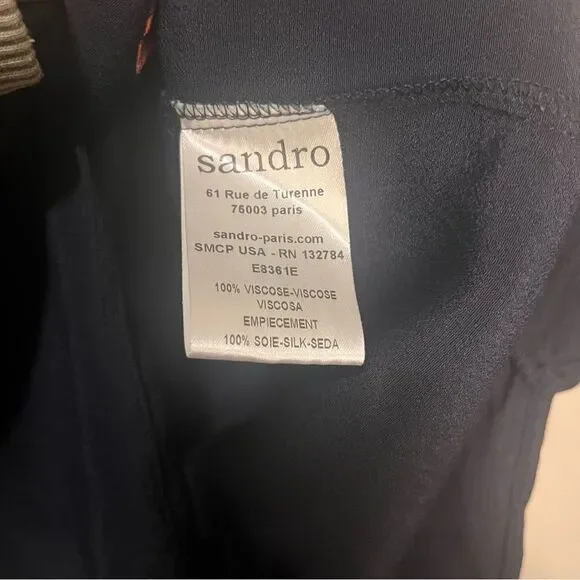 sandro
61 Rue de Turenne
75003 paris
sandro-paris.com
SMCP USA - RN 132784
E8361E
100% VISCOSE-VISCOSE
VISCOSA
EMPIECEMENT
100% SOIE-SILK-SEDA